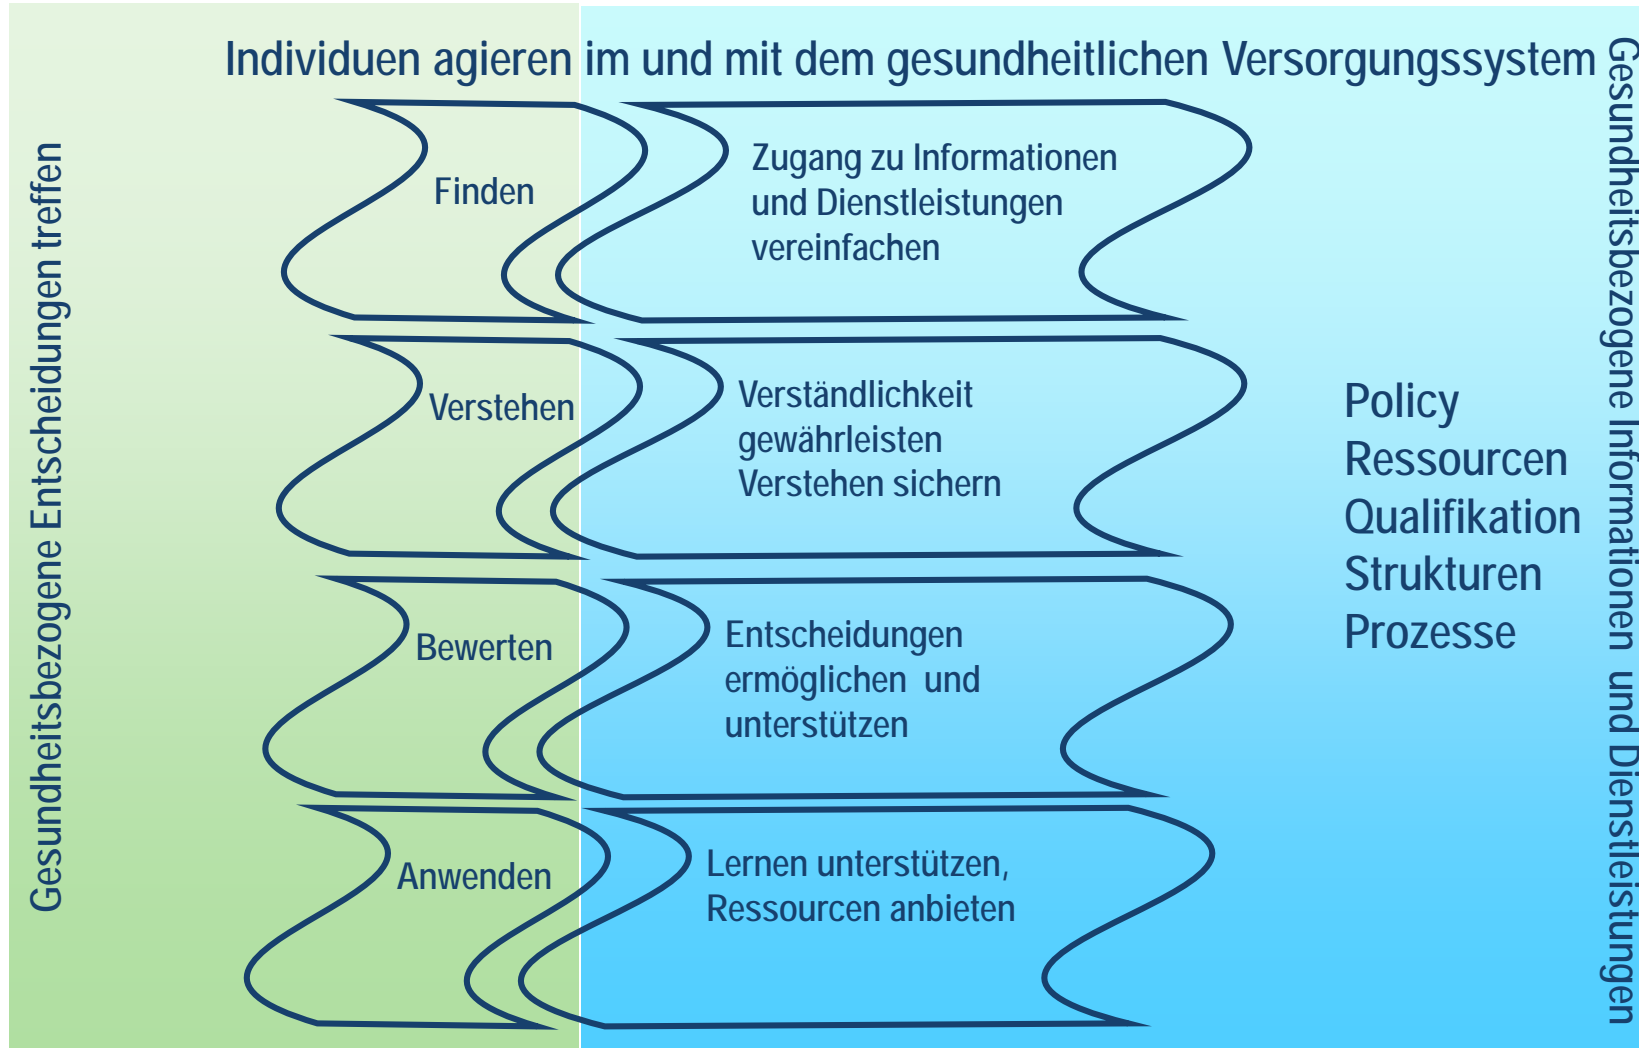 Individuen agieren im und mit dem gesundheitlichen Versorgungssystem
Gesundheitsbezogene Entscheidungen treffen
Finden
Zugang zu Informationen
und Dienstleistungen
vereinfachen
Verstehen
Verständlichkeit
gewährleisten
Verstehen sichern
Bewerten
Entscheidungen
ermöglichen und
unterstützen
Anwenden
Lernen unterstützen,
Ressourcen anbieten
Policy
Ressourcen
Qualifikation
Strukturen
Prozesse
Gesundheitsbezogene Informationen und Dienstleistungen